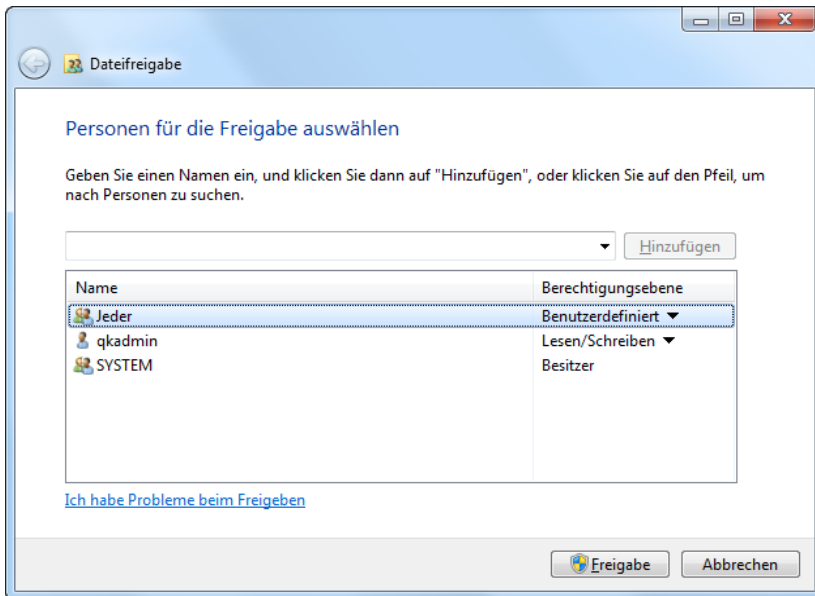 Dateifreigabe
Personen für die Freigabe auswählen
Geben Sie einen Namen ein, und klicken Sie dann auf "Hinzufügen", oder klicken Sie auf den Pfeil, um
nach Personen zu suchen.
Hinzufügen
Name Berechtigungsebene
Jeder Benutzerdefiniert
qkadmin Lesen/Schreiben
SYSTEM Besitzer
Ich habe Probleme beim Freigeben
Freigabe Abbrechen